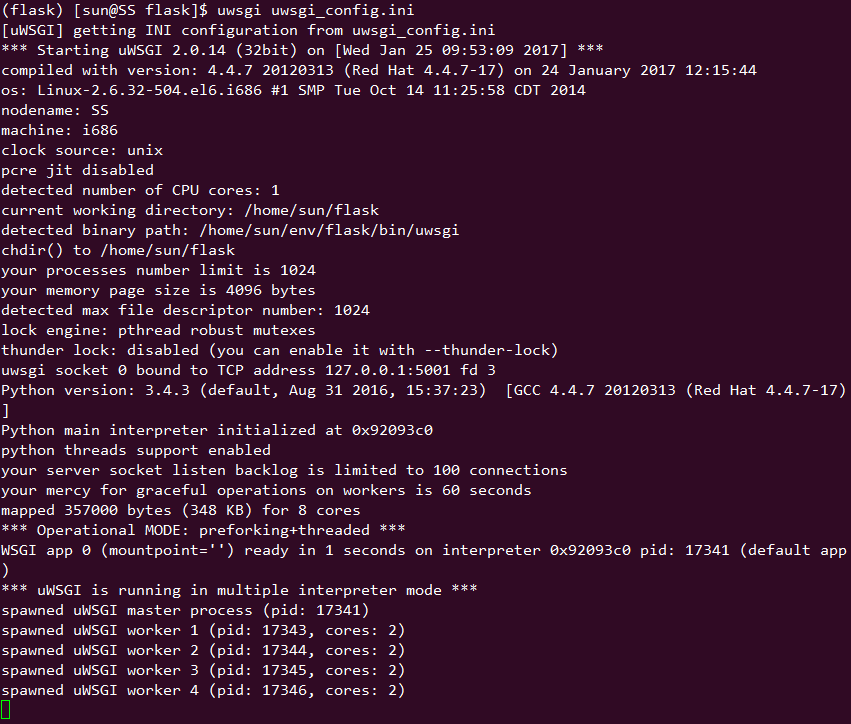 (flask) [sun@SS flask]$ uwsgi uwsgi_config.ini
[uWSGI] getting INI configuration from uwsgi_config.ini
*** Starting uWSGI 2.0.14 (32bit) on [Wed Jan 25 09:53:09 2017] ***
compiled with version: 4.4.7 20120313 (Red Hat 4.4.7-17) on 24 January 2017 12:15:44
os: Linux-2.6.32-504.el6.i686 #1 SMP Tue Oct 14 11:25:58 CDT 2014
nodename: SS
machine: i686
clock source: unix
pcre jit disabled
detected number of CPU cores: 1
current working directory: /home/sun/flask
detected binary path: /home/sun/env/flask/bin/uwsgi
chdir() to /home/sun/flask
your processes number limit is 1024
your memory page size is 4096 bytes
detected max file descriptor number: 1024
lock engine: pthread robust mutexes
thunder lock: disabled (you can enable it with --thunder-lock)
uwsgi socket 0 bound to TCP address 127.0.0.1:5001 fd 3
Python version: 3.4.3 (default, Aug 31 2016, 15:37:23)  [GCC 4.4.7 20120313 (Red Hat 4.4.7-17)
]
Python main interpreter initialized at 0x92093c0
python threads support enabled
your server socket listen backlog is limited to 100 connections
your mercy for graceful operations on workers is 60 seconds
mapped 357000 bytes (348 KB) for 8 cores
*** Operational MODE: preforking+threaded ***
WSGI app 0 (mountpoint='') ready in 1 seconds on interpreter 0x92093c0 pid: 17341 (default app
)
*** uWSGI is running in multiple interpreter mode ***
spawned uWSGI master process (pid: 17341)
spawned uWSGI worker 1 (pid: 17343, cores: 2)
spawned uWSGI worker 2 (pid: 17344, cores: 2)
spawned uWSGI worker 3 (pid: 17345, cores: 2)
spawned uWSGI worker 4 (pid: 17346, cores: 2)